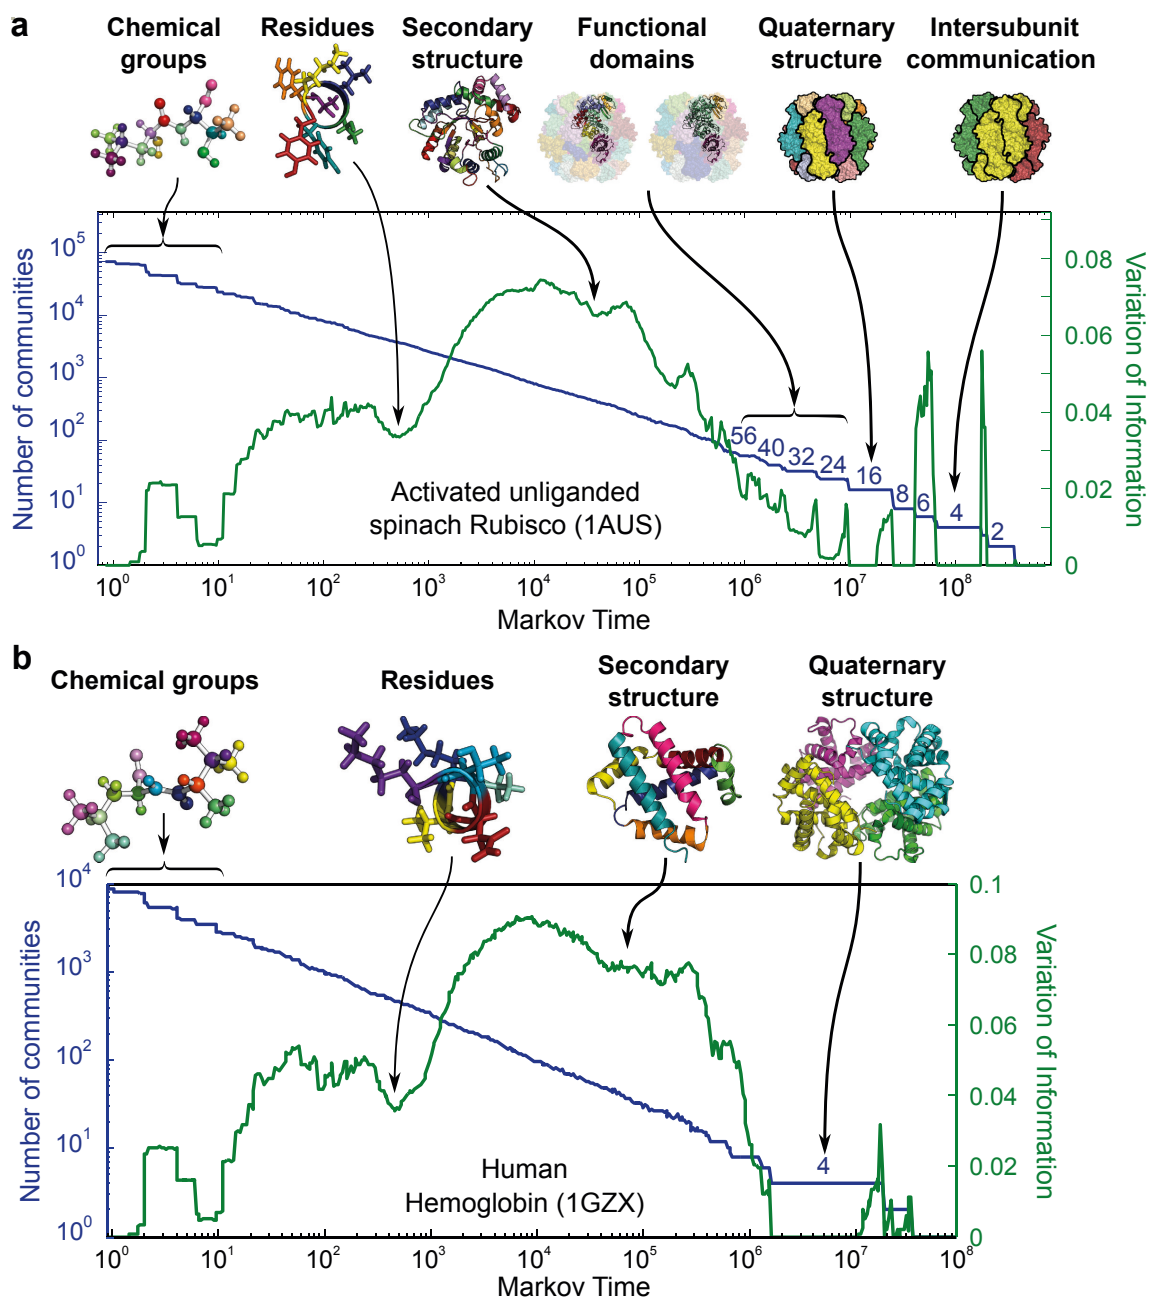 a
Chemical
groups
Residues
Secondary
structure
Functional
domains
Quaternary
structure
Intersubunit
communication
Number of communities
10^5
10^4
10^3
10^2
10^1
10^0
56
40
32
24
16
8
6
4
2
Activated unliganded
spinach Rubisco (1AUS)
0.08
0.06
0.04
0.02
0
Variation of Information
10^0
10^1
10^2
10^3
10^4
10^5
10^6
10^7
10^8
Markov Time
b
Chemical groups
Residues
Secondary
structure
Quaternary
structure
Number of communities
10^4
10^3
10^2
10^1
10^0
4
Human
Hemoglobin (1GZX)
0.1
0.08
0.06
0.04
0.02
0
Variation of Information
10^0
10^1
10^2
10^3
10^4
10^5
10^6
10^7
10^8
Markov Time